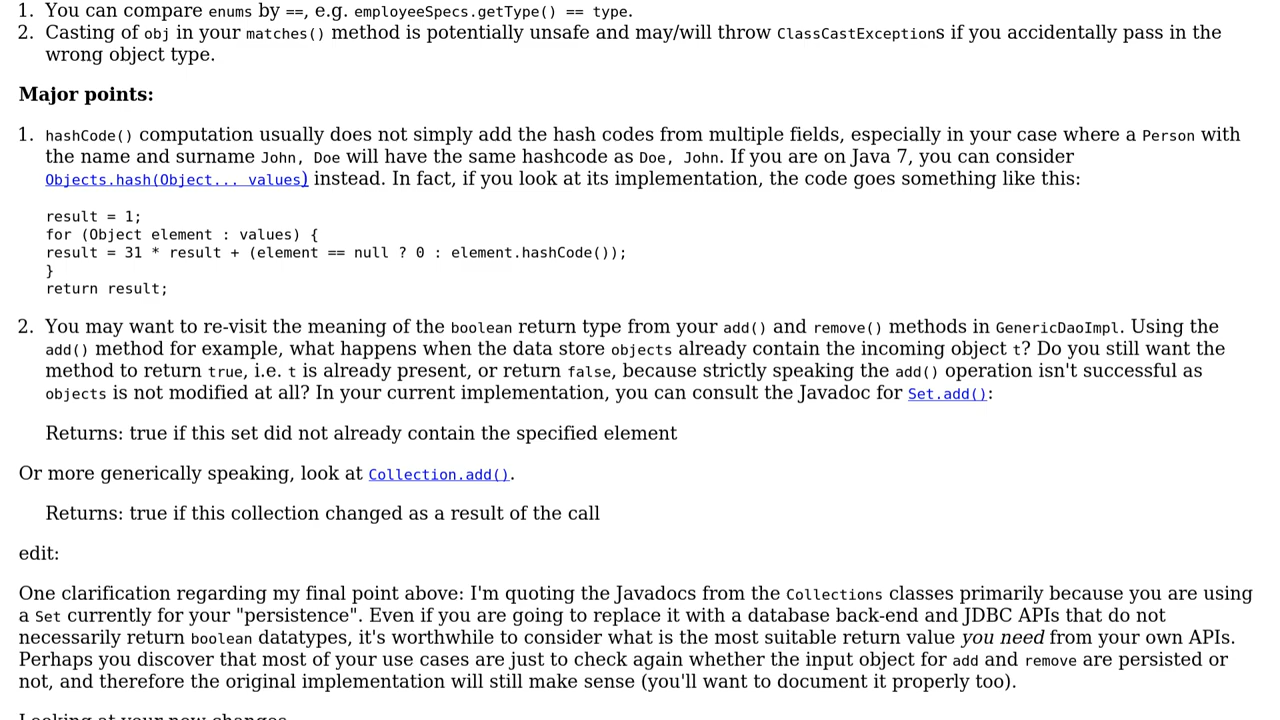 1. You can compare enums by ==, e.g. employeeSpecs.getType() == type.
2. Casting of obj in your matches() method is potentially unsafe and may/will throw ClassCastExceptions if you accidentally pass in the
wrong object type.
Major points:
1. hashCode() computation usually does not simply add the hash codes from multiple fields, especially in your case where a Person with
the name and surname John, Doe will have the same hashcode as Doe, John. If you are on Java 7, you can consider
Objects.hash(Object... values) instead. In fact, if you look at its implementation, the code goes something like this:
result = 1;
for (Object element : values) {
result = 31 * result + (element == null ? 0 : element.hashCode());
}
return result;
2. You may want to re-visit the meaning of the boolean return type from your add() and remove() methods in GenericDaoImpl. Using the
add() method for example, what happens when the data store objects already contain the incoming object t? Do you still want the
method to return true, i.e. t is already present, or return false, because strictly speaking the add() operation isn't successful as
objects is not modified at all? In your current implementation, you can consult the Javadoc for Set.add():
Returns: true if this set did not already contain the specified element
Or more generically speaking, look at Collection.add().
Returns: true if this collection changed as a result of the call
edit:
One clarification regarding my final point above: I'm quoting the Javadocs from the Collections classes primarily because you are using
a Set currently for your "persistence". Even if you are going to replace it with a database back-end and JDBC APIs that do not
necessarily return boolean datatypes, it's worthwhile to consider what is the most suitable return value you need from your own APIs.
Perhaps you discover that most of your use cases are just to check again whether the input object for add and remove are persisted or
not, and therefore the original implementation will still make sense (you'll want to document it properly too).
Looking at your new changes